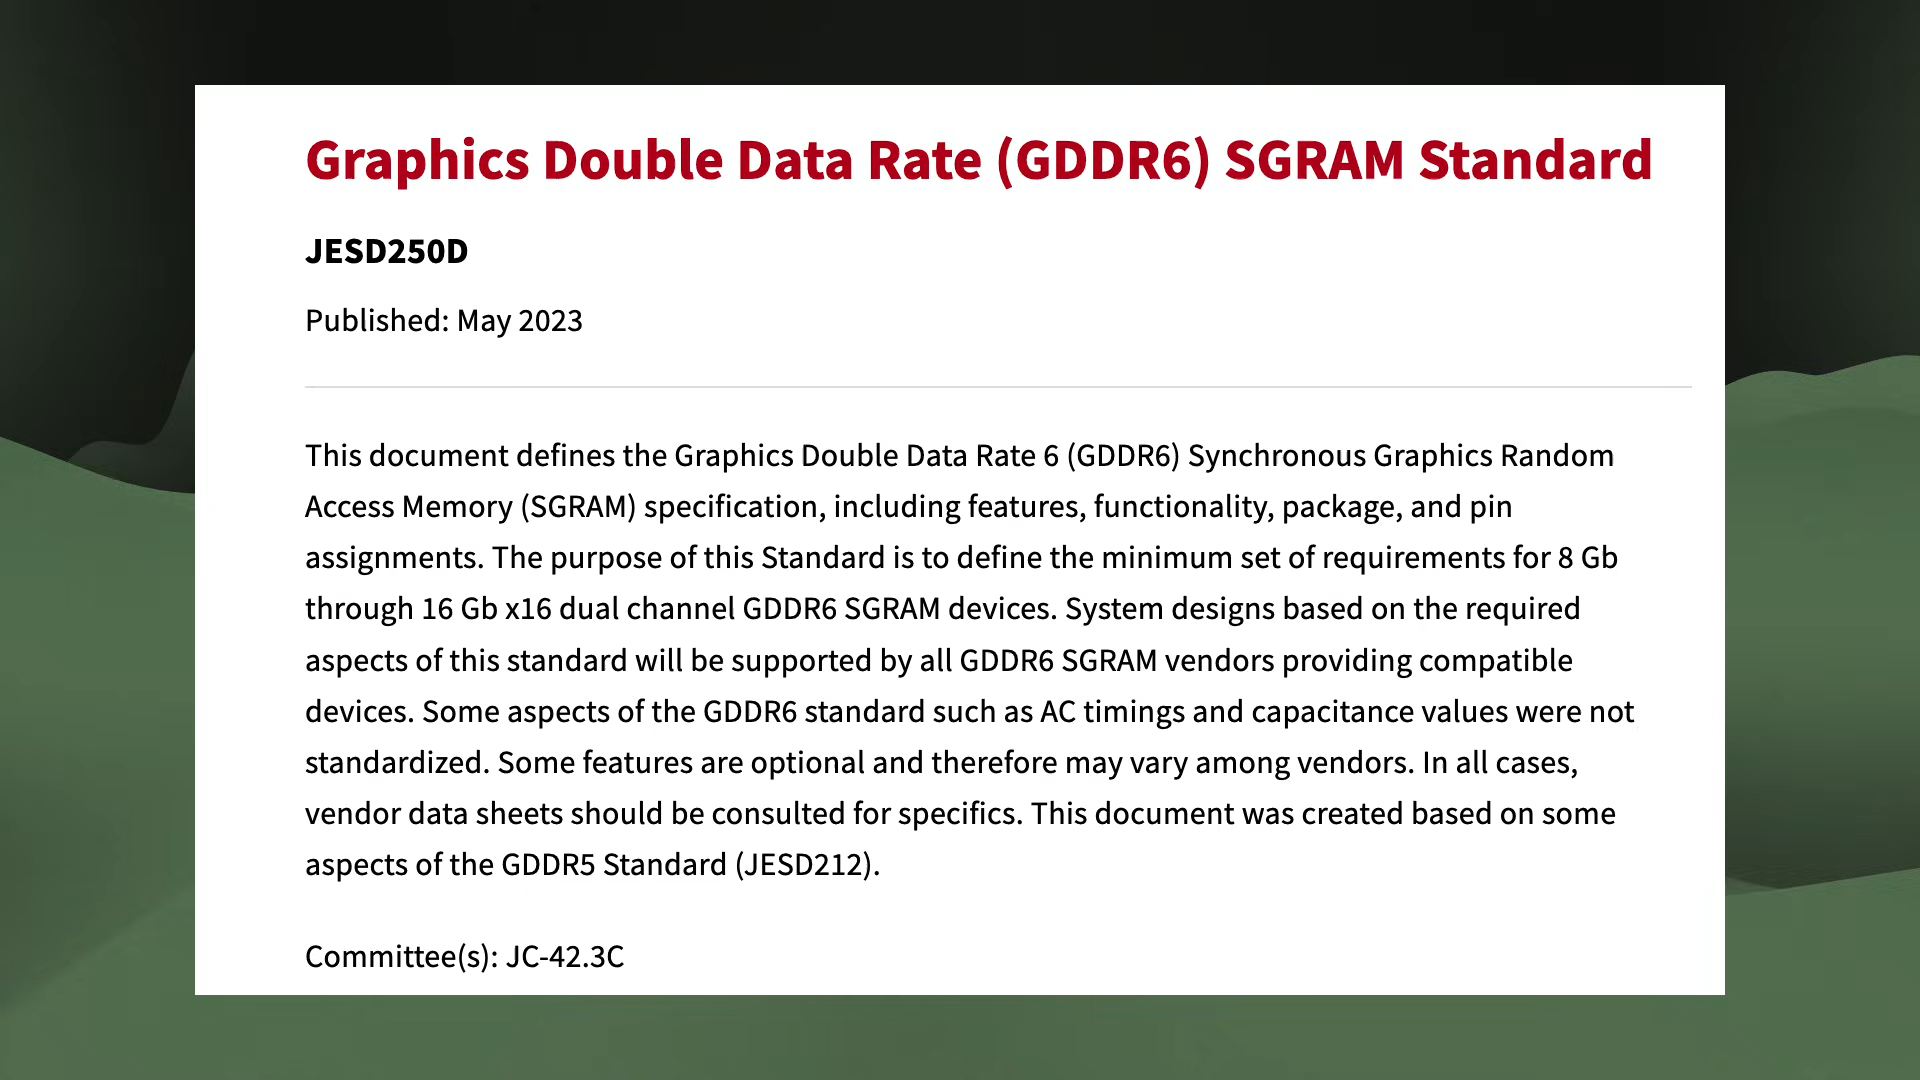 Graphics Double Data Rate (GDDR6) SGRAM Standard
JESD250D
Published: May 2023
This document defines the Graphics Double Data Rate 6 (GDDR6) Synchronous Graphics Random
Access Memory (SGRAM) specification, including features, functionality, package, and pin
assignments. The purpose of this Standard is to define the minimum set of requirements for 8 Gb
through 16 Gb x16 dual channel GDDR6 SGRAM devices. System designs based on the required
aspects of this standard will be supported by all GDDR6 SGRAM vendors providing compatible
devices. Some aspects of the GDDR6 standard such as AC timings and capacitance values were not
standardized. Some features are optional and therefore may vary among vendors. In all cases,
vendor data sheets should be consulted for specifics. This document was created based on some
aspects of the GDDR5 Standard (JESD212).
Committee(s): JC-42.3C